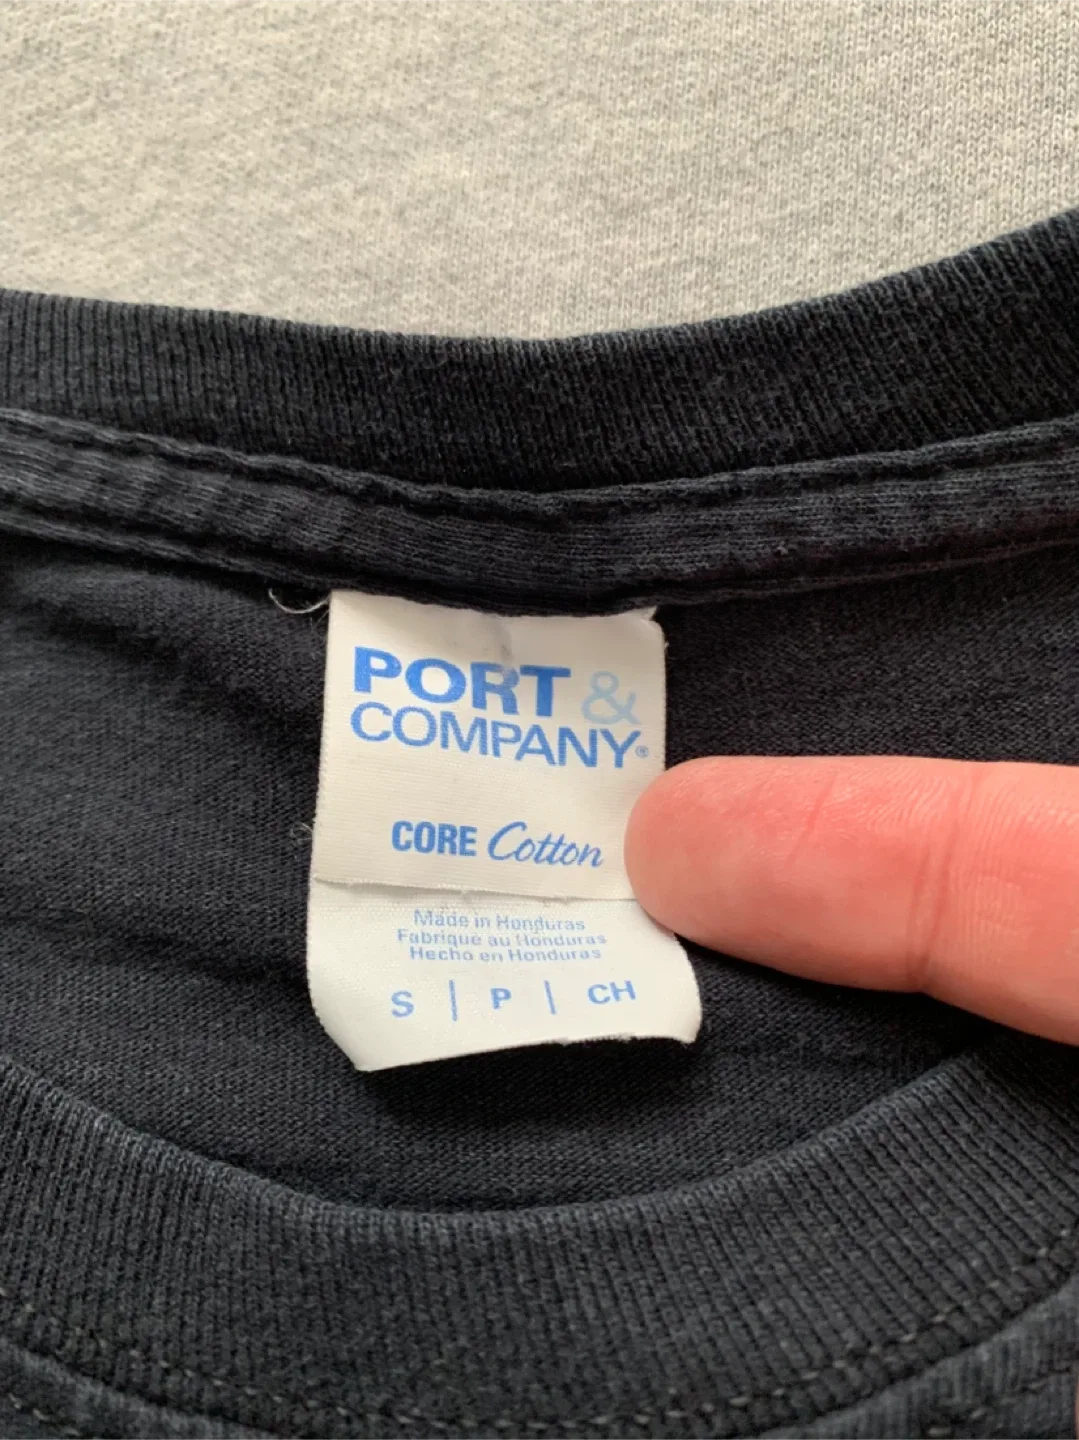 PORT &
COMPANY®
CORE Cotton
Made in Honduras
Fabriqué au Honduras
Hecho en Honduras
S | P | CH